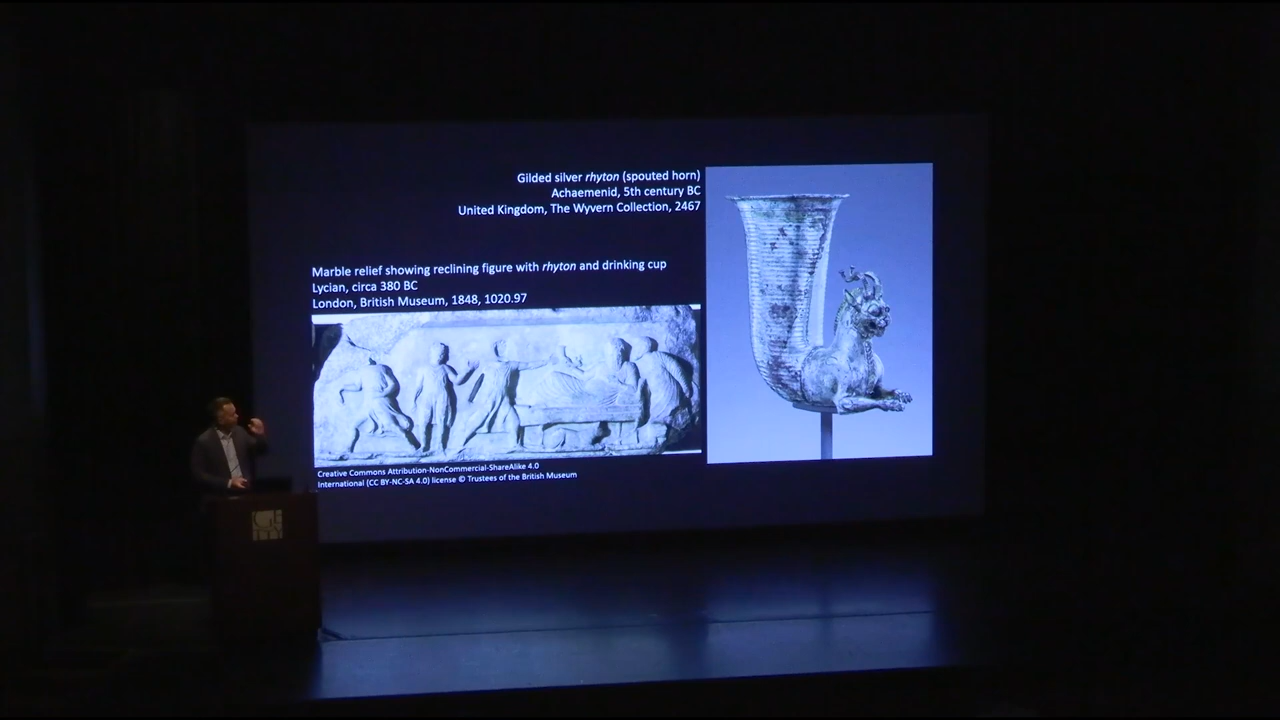 Gilded silver rhyton (spouted horn)
Achaemenid, 5th century BC
United Kingdom, The Wyvern Collection, 2467
Marble relief showing reclining figure with rhyton and drinking cup
Lycian, circa 380 BC
London, British Museum, 1848, 1020.97
Creative Commons Attribution-NonCommercial-ShareAlike 4.0
International (CC BY-NC-SA 4.0) license © Trustees of the British Museum
GE
TTY